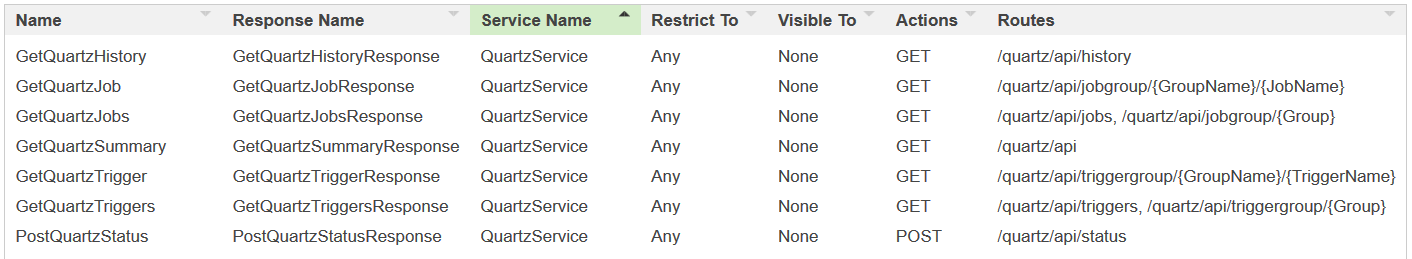 Name Response Name Service Name Restrict To Visible To Actions Routes
GetQuartzHistory GetQuartzHistoryResponse QuartzService Any None GET /quartz/api/history
GetQuartzJob GetQuartzJobResponse QuartzService Any None GET /quartz/api/jobgroup/{GroupName}/{JobName}
GetQuartzJobs GetQuartzJobsResponse QuartzService Any None GET /quartz/api/jobs, /quartz/api/jobgroup/{Group}
GetQuartzSummary GetQuartzSummaryResponse QuartzService Any None GET /quartz/api
GetQuartzTrigger GetQuartzTriggerResponse QuartzService Any None GET /quartz/api/triggergroup/{GroupName}/{TriggerName}
GetQuartzTriggers GetQuartzTriggersResponse QuartzService Any None GET /quartz/api/triggers, /quartz/api/triggergroup/{Group}
PostQuartzStatus PostQuartzStatusResponse QuartzService Any None POST /quartz/api/status